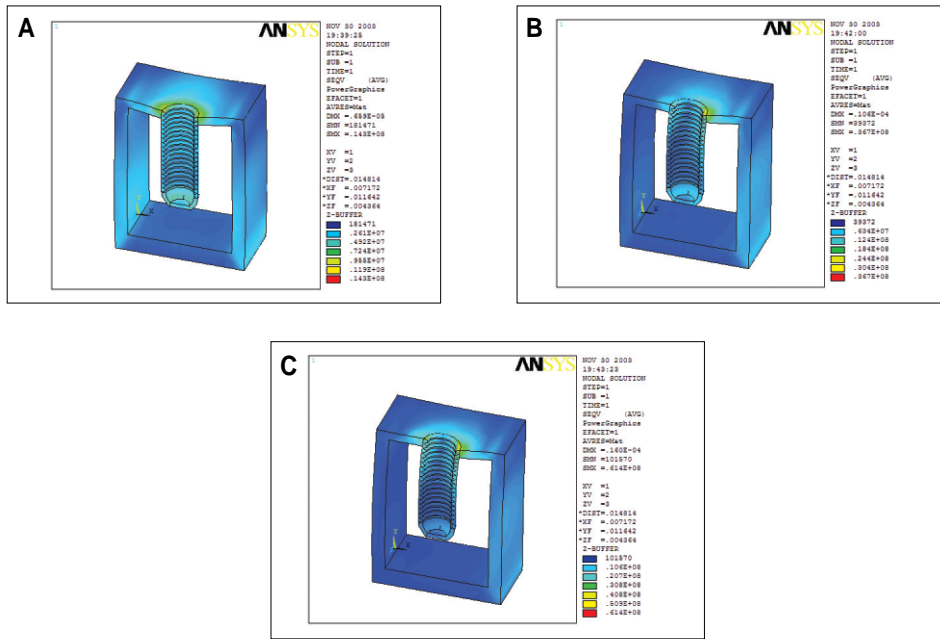 A
1
ANSYS
NOV 30 2003
19:39:25
NODAL SOLUTION
STEP=1
SUB =1
TIME=1
SEQV (AVG)
PowerGraphics
EFACET=1
AVRES=Mat
DMX =.659E-05
SMN =181471
SMX =.143E+08
XV =1
YV =2
ZV =3
*DIST=.014814
*XF =.007172
*YF =.011642
*ZF =.004364
Z-BUFFER
181471
.261E+07
.492E+07
.724E+07
.955E+07
.119E+08
.143E+08
X
B
1
ANSYS
NOV 30 2003
19:42:00
NODAL SOLUTION
STEP=1
SUB =1
TIME=1
SEQV (AVG)
PowerGraphics
EFACET=1
AVRES=Mat
DMX =.106E-04
SMN =39372
SMX =.367E+08
XV =1
YV =2
ZV =3
*DIST=.014814
*XF =.007172
*YF =.011642
*ZF =.004364
Z-BUFFER
39372
.634E+07
.124E+08
.184E+08
.244E+08
.304E+08
.367E+08
X
C
1
ANSYS
NOV 30 2003
19:43:23
NODAL SOLUTION
STEP=1
SUB =1
TIME=1
SEQV (AVG)
PowerGraphics
EFACET=1
AVRES=Mat
DMX =.160E-04
SMN =101570
SMX =.614E+08
XV =1
YV =2
ZV =3
*DIST=.014814
*XF =.007172
*YF =.011642
*ZF =.004364
Z-BUFFER
101570
.106E+08
.207E+08
.308E+08
.408E+08
.509E+08
.614E+08
Y
X